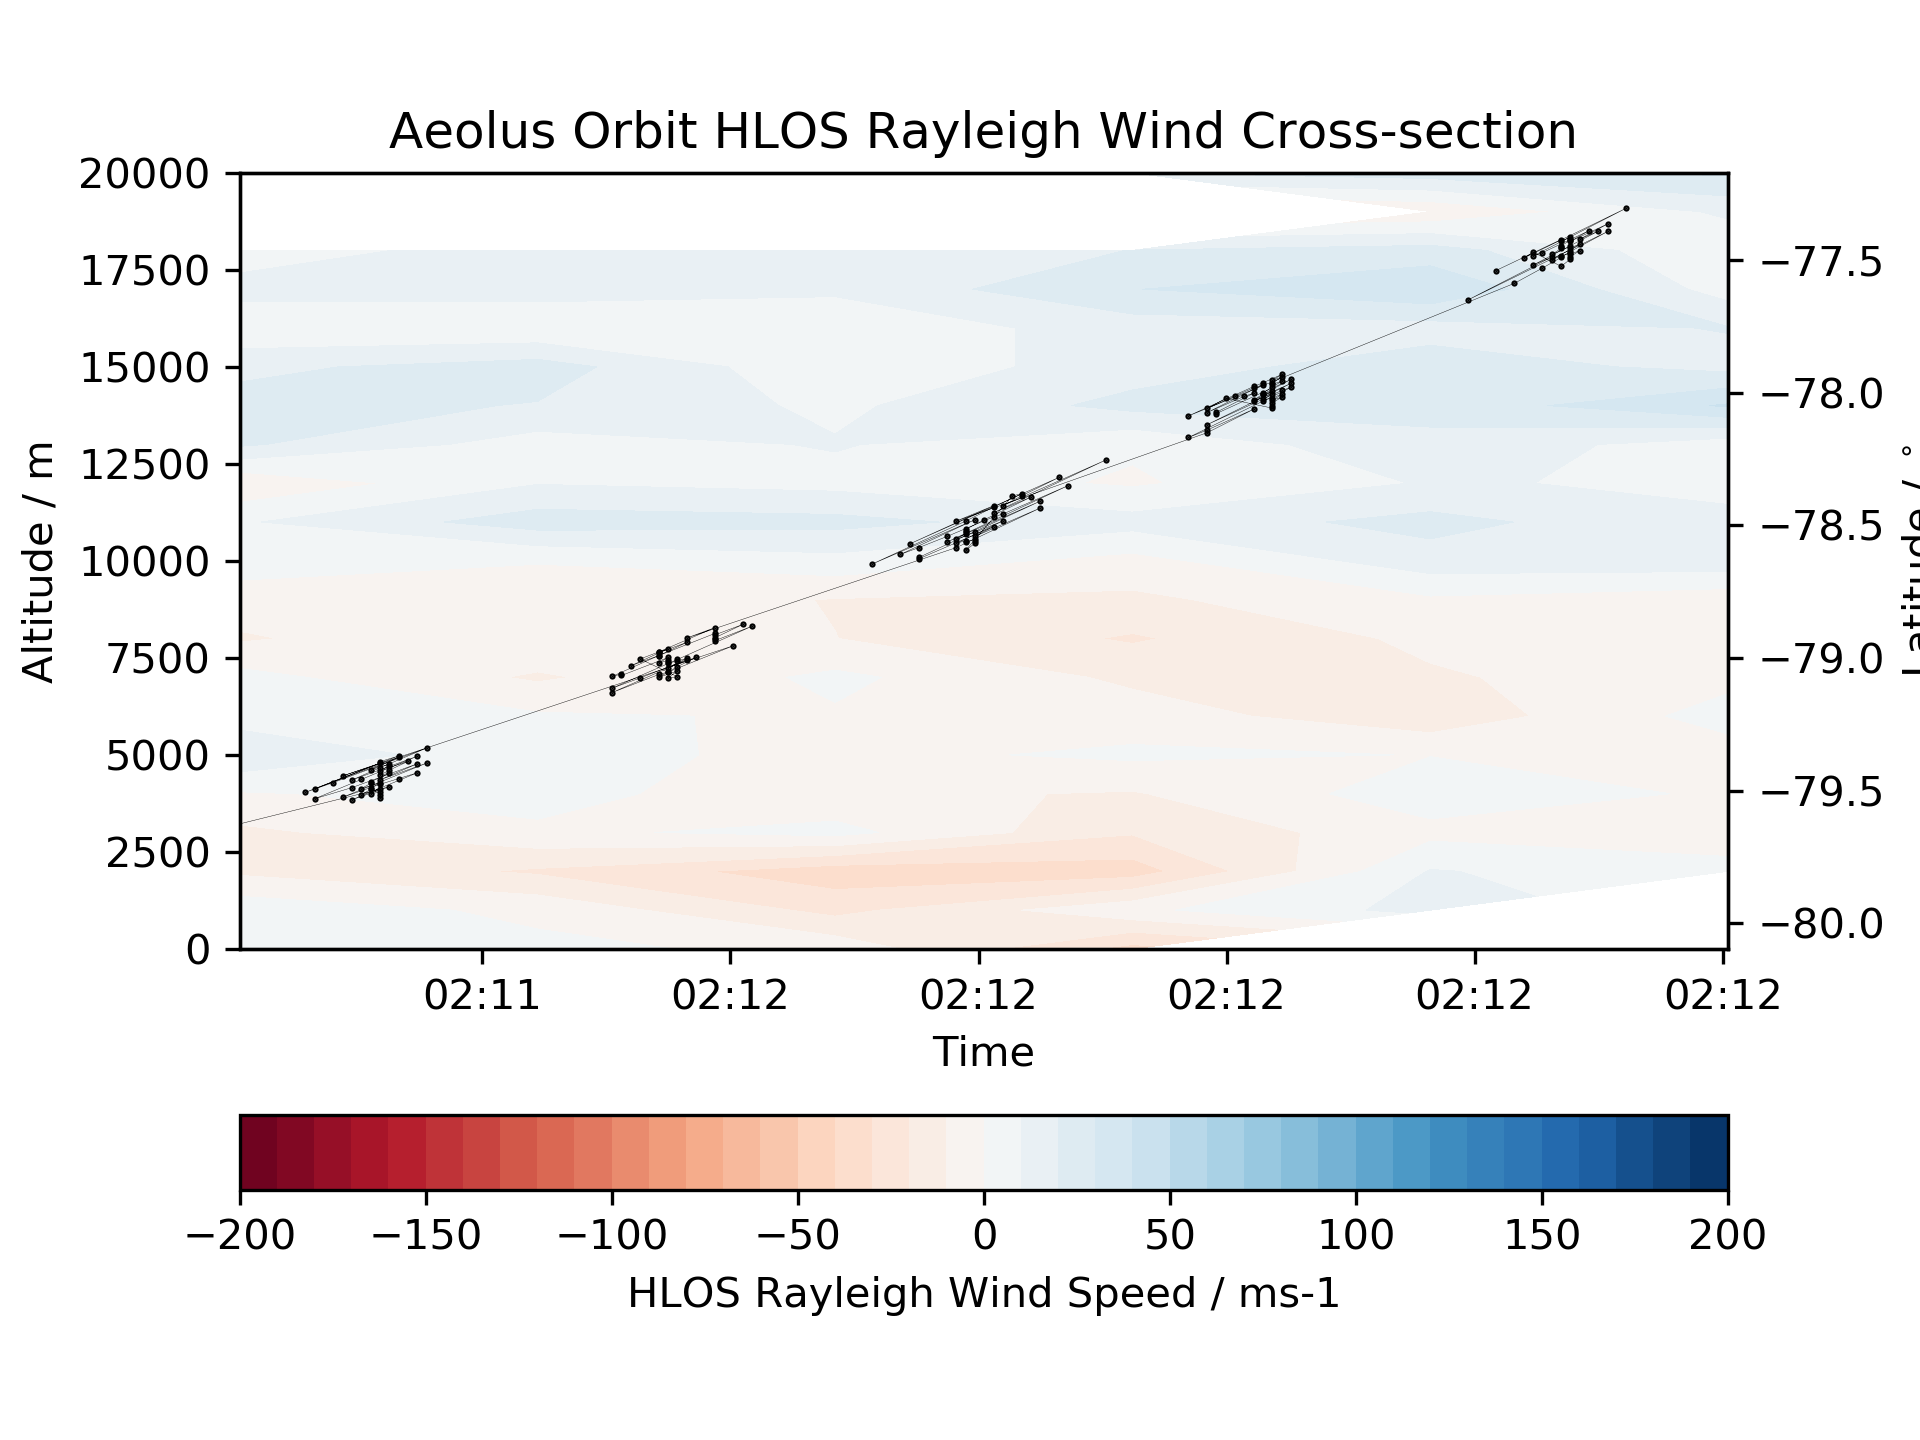 Aeolus Orbit HLOS Rayleigh Wind Cross-section
20000
17500
15000
12500
10000
7500
5000
2500
0
Altitude / m
−77.5
−78.0
−78.5
−79.0
−79.5
−80.0
Latitude / °
02:11 02:12 02:12 02:12 02:12 02:12
Time
−200 −150 −100 −50 0 50 100 150 200
HLOS Rayleigh Wind Speed / ms-1